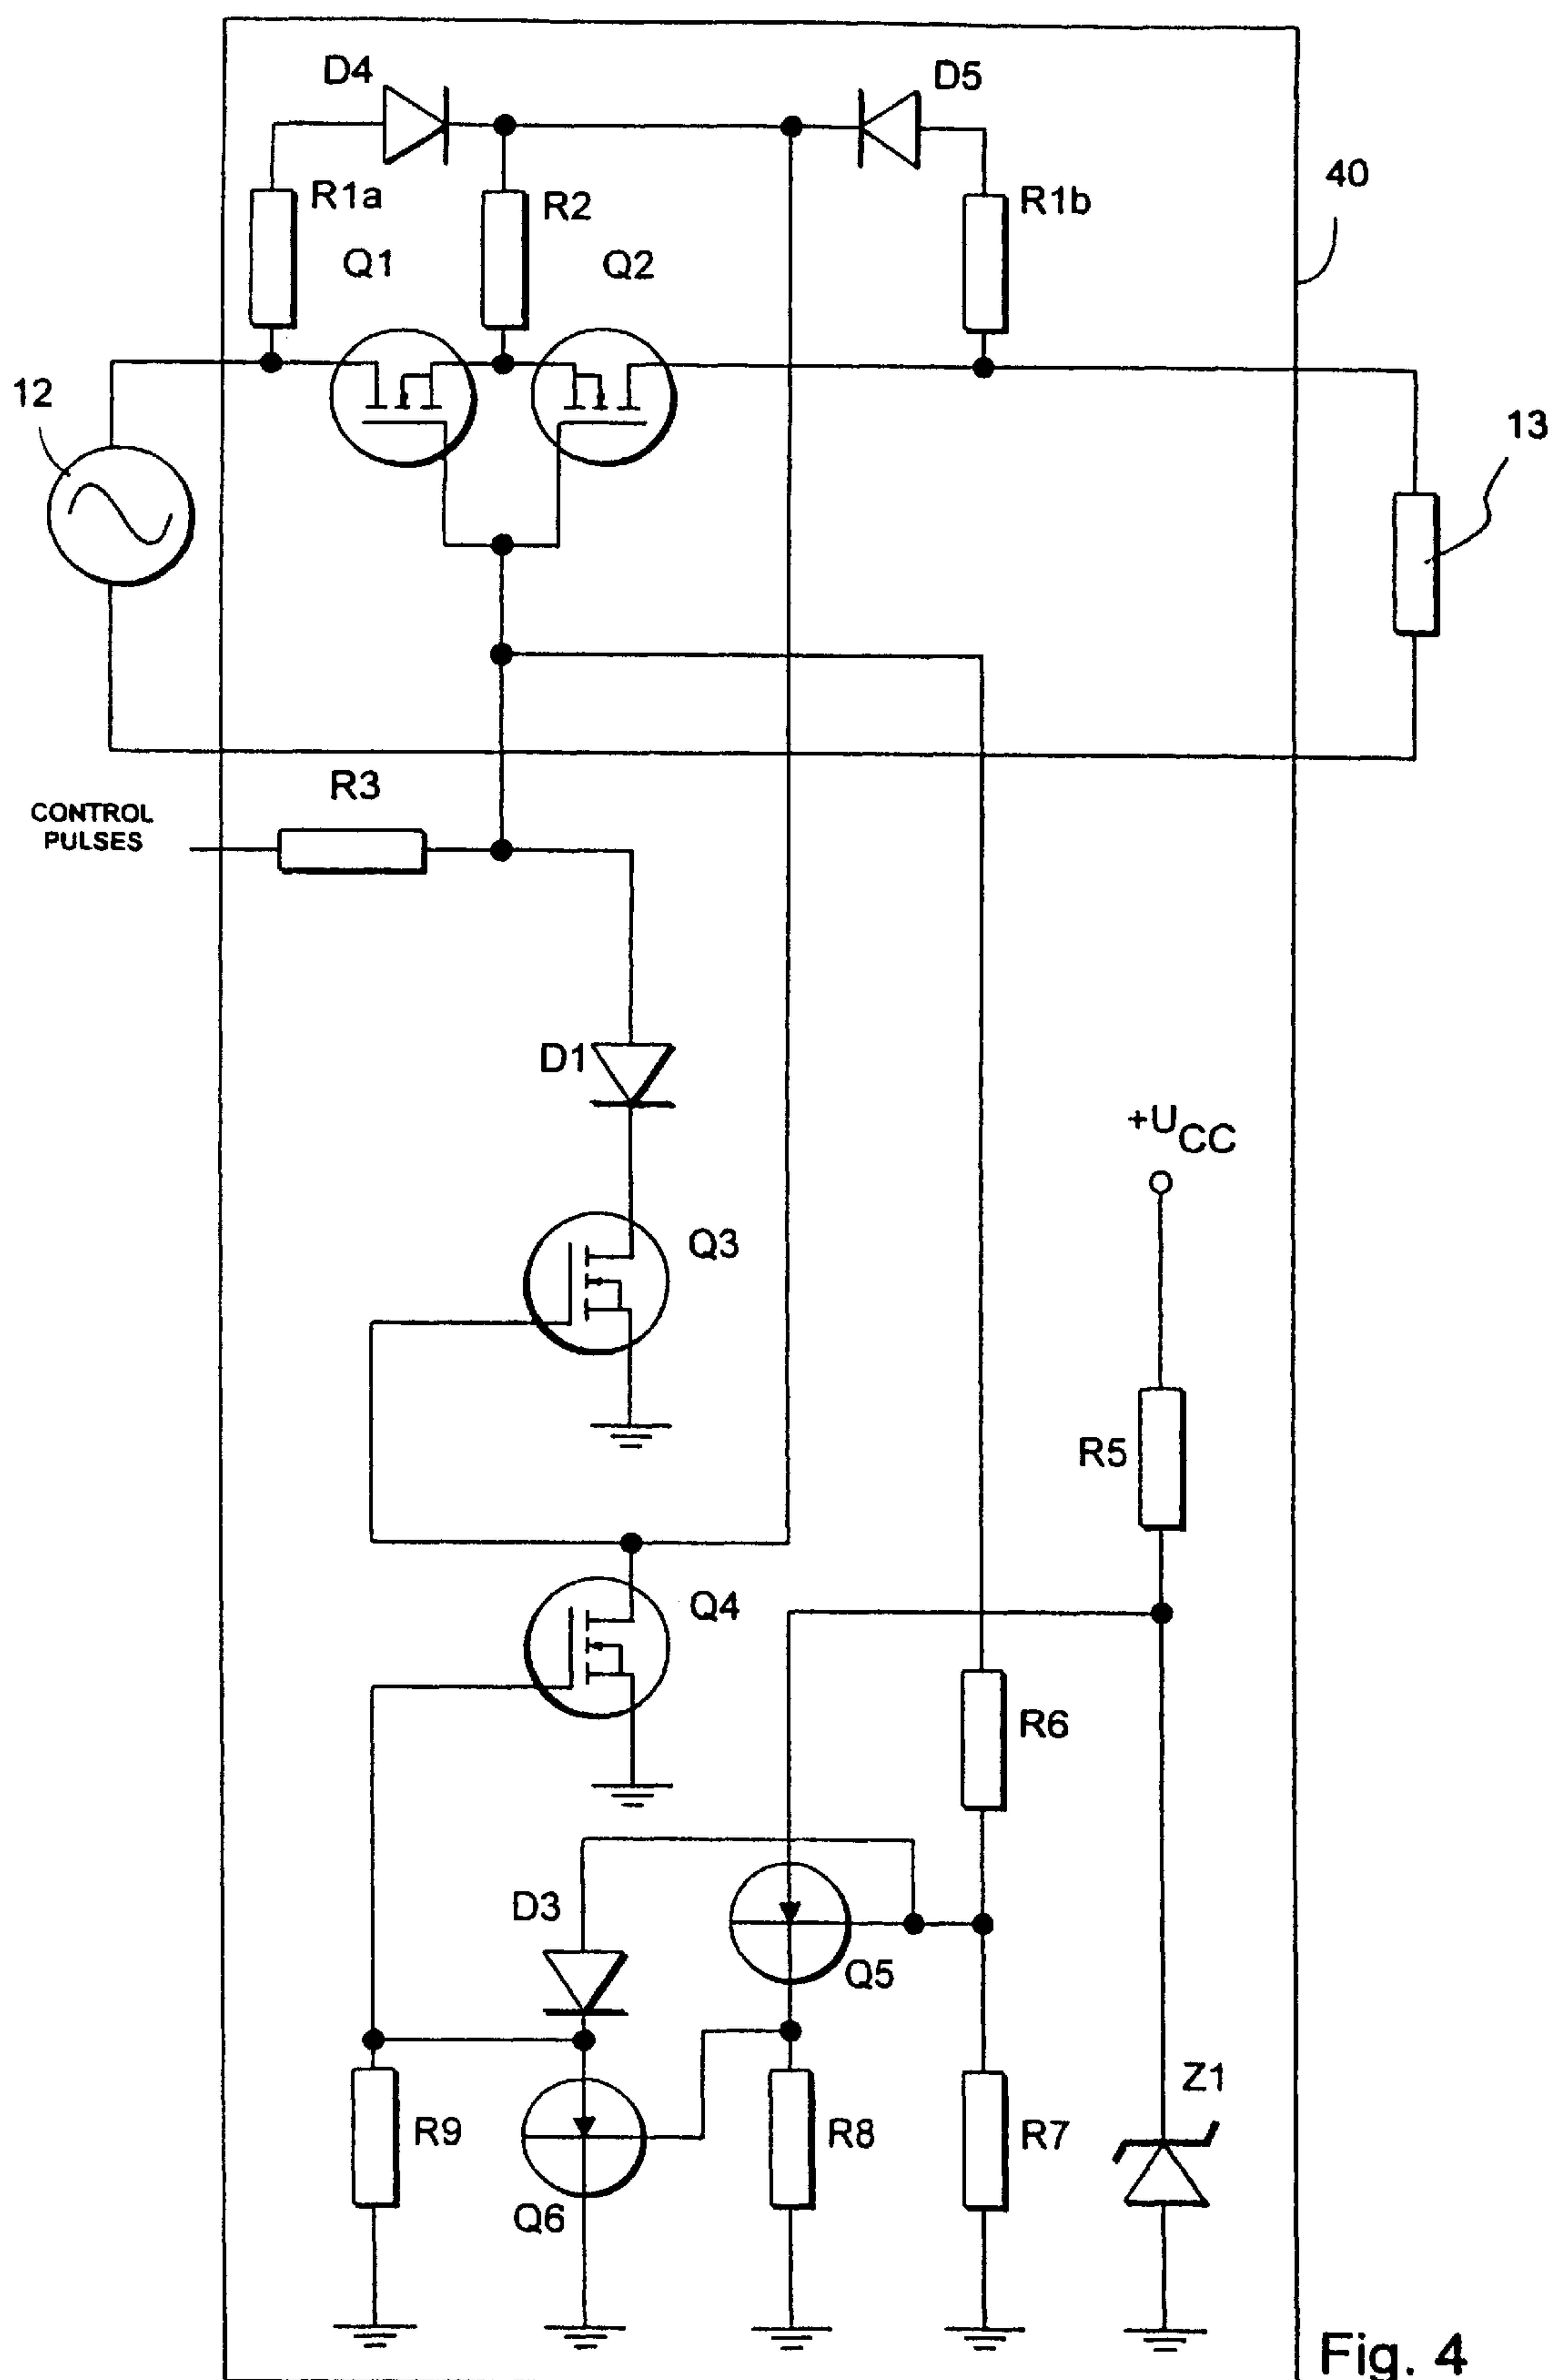 D4
D5
40
R1a
R2
R1b
Q1
Q2
12
13
R3
CONTROL
PULSES
D1
+UCC
Q3
R5
Q4
R6
D3
Q5
Z1
R9
R8
R7
Q6
Fig. 4